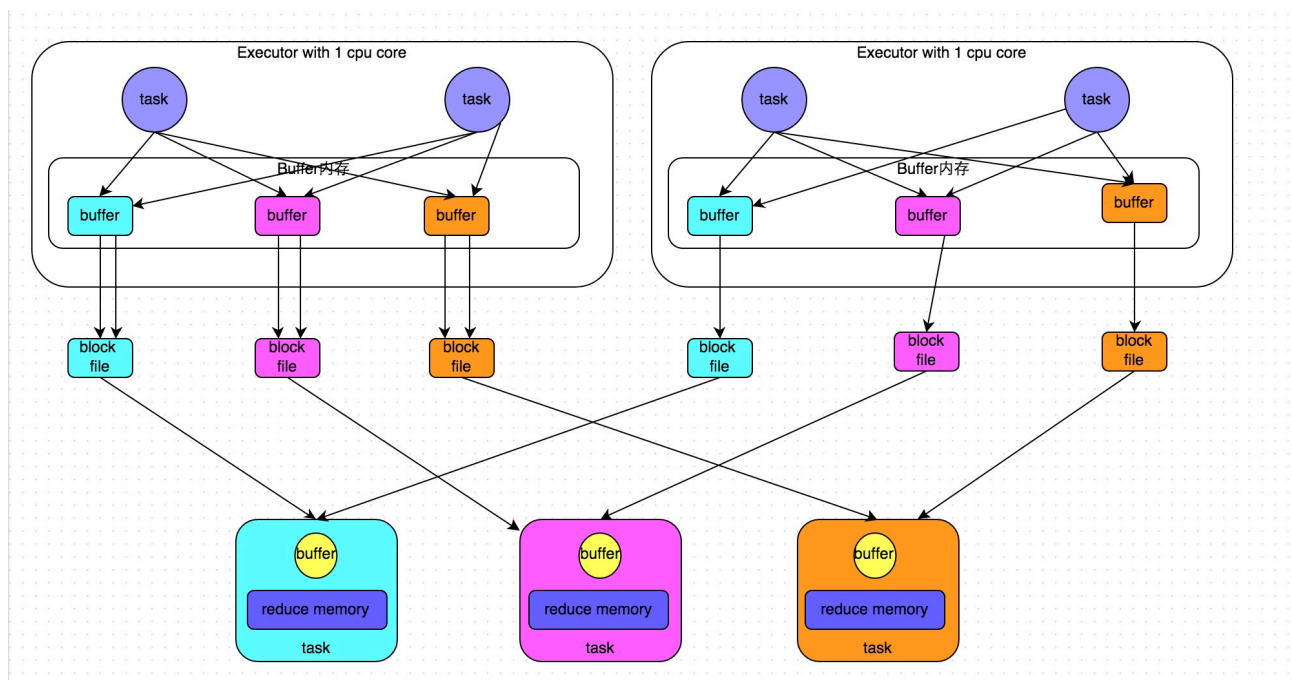 Executor with 1 cpu core
Executor with 1 cpu core
task
task
task
task
Buffer内存
Buffer内存
buffer
buffer
buffer
buffer
buffer
buffer
block
file
block
file
block
file
block
file
block
file
block
file
buffer
buffer
buffer
reduce memory
reduce memory
reduce memory
task
task
task